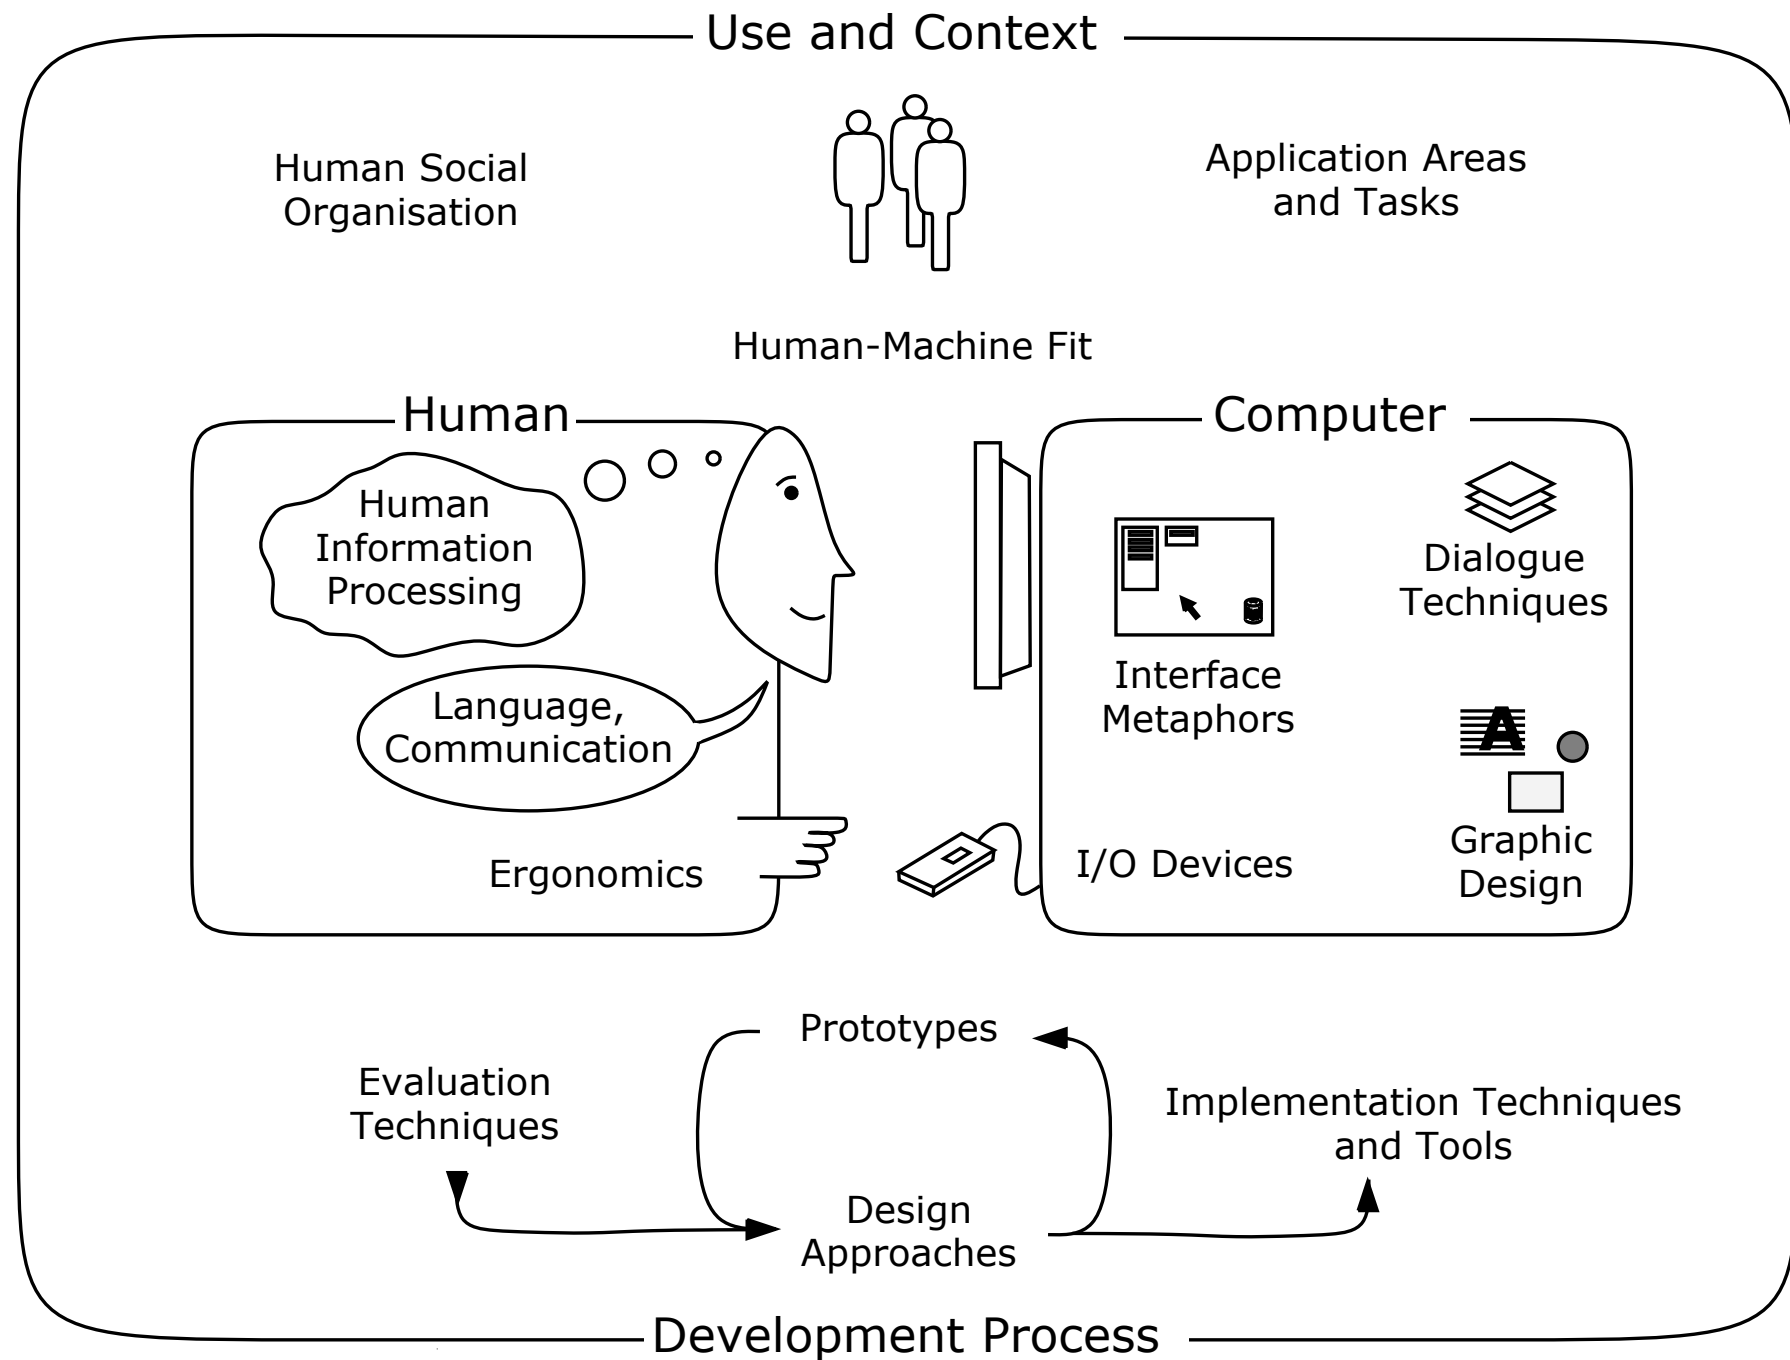 Use and Context
Human Social
Organisation
Application Areas
and Tasks
Human-Machine Fit
Human
Human
Information
Processing
Language,
Communication
Ergonomics
Computer
Dialogue
Techniques
Interface
Metaphors
A
Graphic
Design
I/O Devices
Prototypes
Evaluation
Techniques
Implementation Techniques
and Tools
Design
Approaches
Development Process